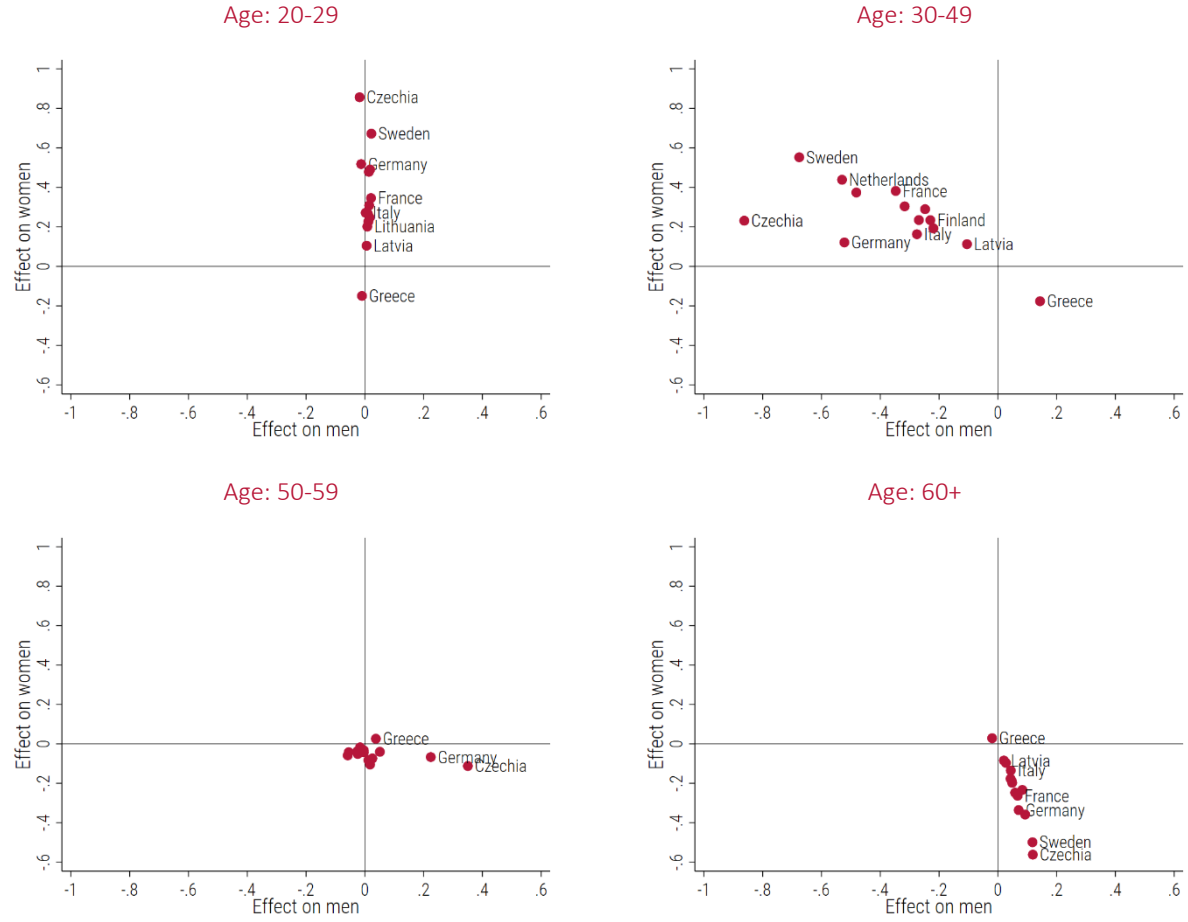 Age: 20-29
Effect on women
1
.8
.6
.4
.2
0
-.2
-.4
-.6
Czechia
Sweden
Germany
France
Italy
Lithuania
Latvia
Greece
-1 -.8 -.6 -.4 -.2 0 .2 .4 .6
Effect on men
Age: 30-49
Effect on women
1
.8
.6
.4
.2
0
-.2
-.4
-.6
Sweden
Netherlands
France
Czechia
Finland
Italy
Germany
Latvia
Greece
-1 -.8 -.6 -.4 -.2 0 .2 .4 .6
Effect on men
Age: 50-59
Effect on women
1
.8
.6
.4
.2
0
-.2
-.4
-.6
Greece
Germany
Czechia
-1 -.8 -.6 -.4 -.2 0 .2 .4 .6
Effect on men
Age: 60+
Effect on women
1
.8
.6
.4
.2
0
-.2
-.4
-.6
Greece
Latvia
Italy
France
Germany
Sweden
Czechia
-1 -.8 -.6 -.4 -.2 0 .2 .4 .6
Effect on men